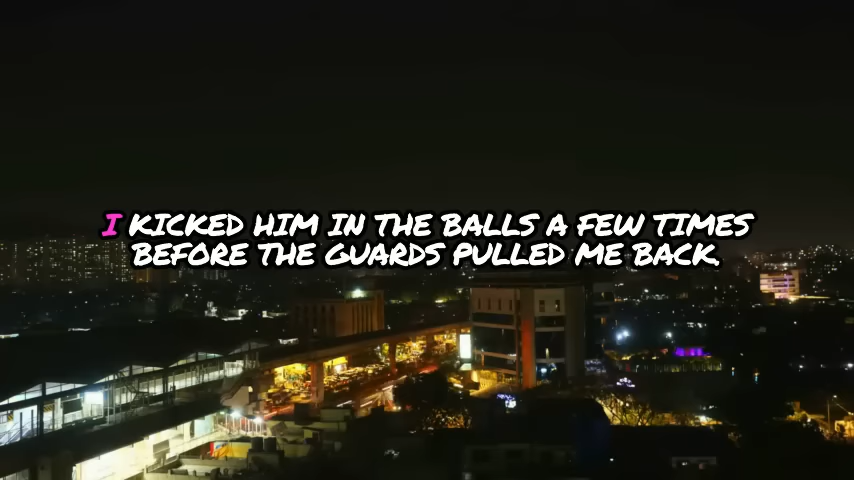 I KICKED HIM IN THE BALLS A FEW TIMES
BEFORE THE GUARDS PULLED ME BACK.